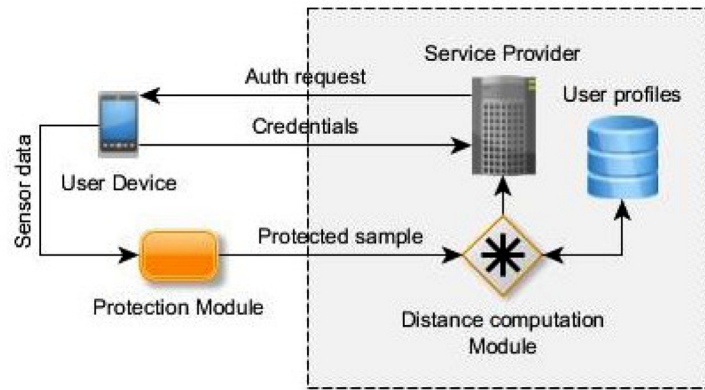 Service Provider
Auth request
User profiles
Credentials
User Device
Sensor data
Protected sample
Protection Module
Distance computation
Module